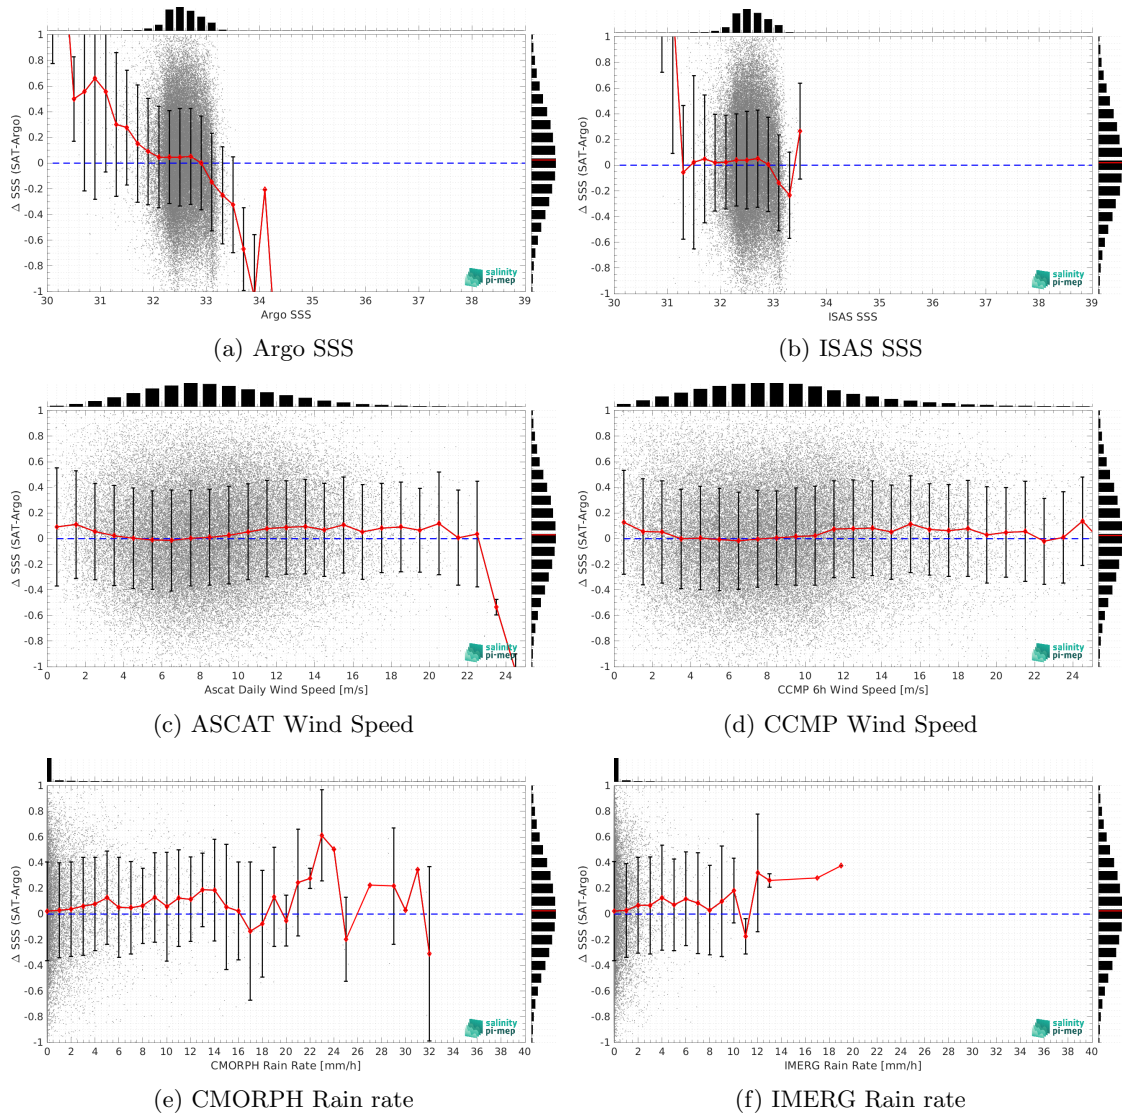 1
0.8
0.6
0.4
0.2
0
-0.2
-0.4
-0.6
-0.8
-1
Δ SSS (SAT-Argo)
30 31 32 33 34 35 36 37 38 39
Argo SSS
salinity
pi-mep
(a) Argo SSS
1
0.8
0.6
0.4
0.2
0
-0.2
-0.4
-0.6
-0.8
-1
Δ SSS (SAT-Argo)
30 31 32 33 34 35 36 37 38 39
ISAS SSS
salinity
pi-mep
(b) ISAS SSS
1
0.8
0.6
0.4
0.2
0
-0.2
-0.4
-0.6
-0.8
-1
Δ SSS (SAT-Argo)
0 2 4 6 8 10 12 14 16 18 20 22 24
Ascat Daily Wind Speed [m/s]
salinity
pi-mep
(c) ASCAT Wind Speed
1
0.8
0.6
0.4
0.2
0
-0.2
-0.4
-0.6
-0.8
-1
Δ SSS (SAT-Argo)
0 2 4 6 8 10 12 14 16 18 20 22 24
CCMP 6h Wind Speed [m/s]
salinity
pi-mep
(d) CCMP Wind Speed
1
0.8
0.6
0.4
0.2
0
-0.2
-0.4
-0.6
-0.8
-1
Δ SSS (SAT-Argo)
0 2 4 6 8 10 12 14 16 18 20 22 24 26 28 30 32 34 36 38 40
CMORPH Rain Rate [mm/h]
salinity
pi-mep
(e) CMORPH Rain rate
1
0.8
0.6
0.4
0.2
0
-0.2
-0.4
-0.6
-0.8
-1
Δ SSS (SAT-Argo)
0 2 4 6 8 10 12 14 16 18 20 22 24 26 28 30 32 34 36 38 40
IMERG Rain Rate [mm/h]
salinity
pi-mep
(f) IMERG Rain rate